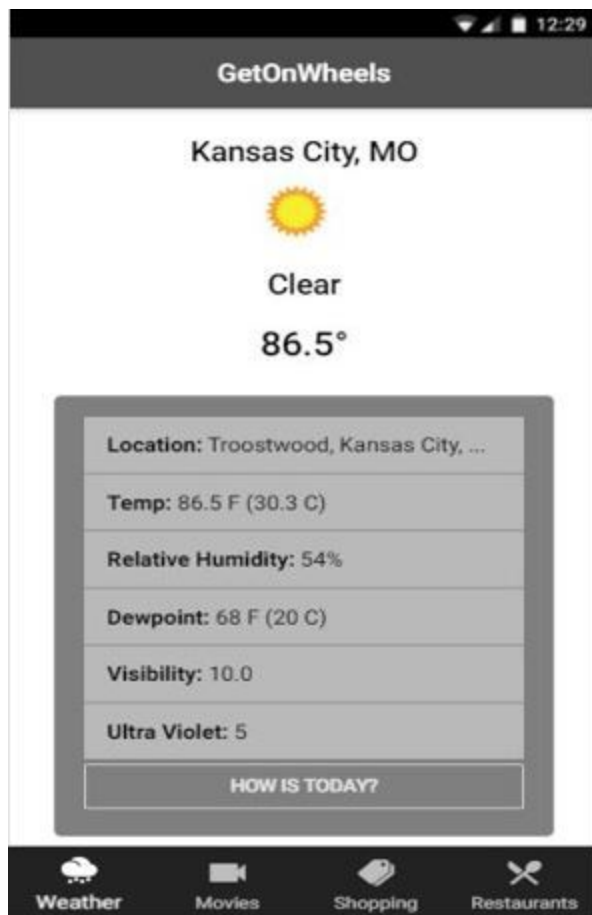 12:29
GetOnWheels
Kansas City, MO
Clear
86.5°
Location: Troostwood, Kansas City, ...
Temp: 86.5 F (30.3 C)
Relative Humidity: 54%
Dewpoint: 68 F (20 C)
Visibility: 10.0
Ultra Violet: 5
HOW IS TODAY?
Weather Movies Shopping Restaurants